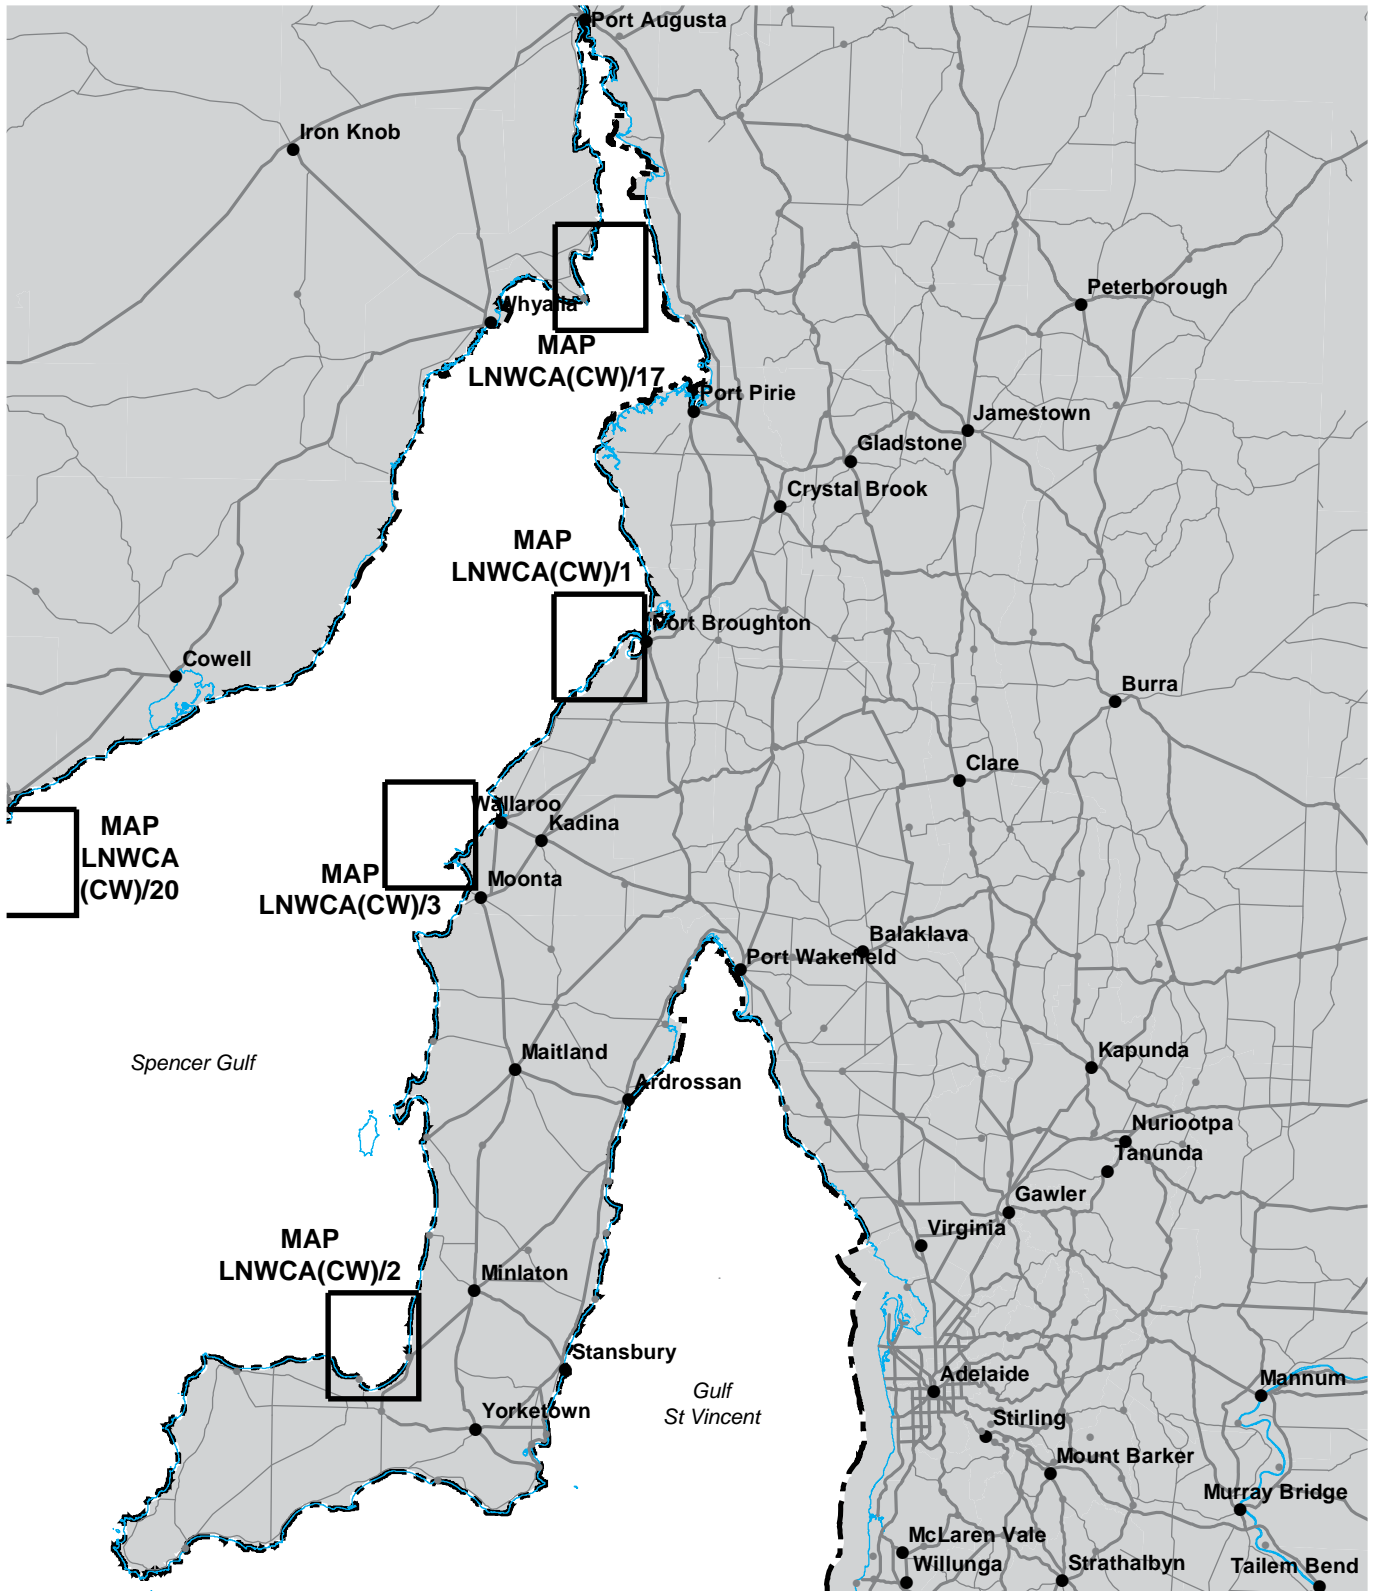 Port Augusta
Iron Knob
Peterborough
Whyalla
MAP
LNWCA(CW)/17
Port Pirie
Jamestown
Gladstone
Crystal Brook
MAP
LNWCA(CW)/1
Port Broughton
Cowell
Burra
Clare
Wallaroo
Kadina
MAP
LNWCA
(CW)/20
MAP
LNWCA(CW)/3
Moonta
Balaklava
Port Wakefield
Spencer Gulf
Maitland
Kapunda
Ardrossan
Nuriootpa
Tanunda
Gawler
Virginia
MAP
LNWCA(CW)/2
Minlaton
Stansbury
Gulf
St Vincent
Adelaide
Mannum
Yorketown
Stirling
Mount Barker
Murray Bridge
McLaren Vale
Willunga
Strathalbyn
Tailem Bend